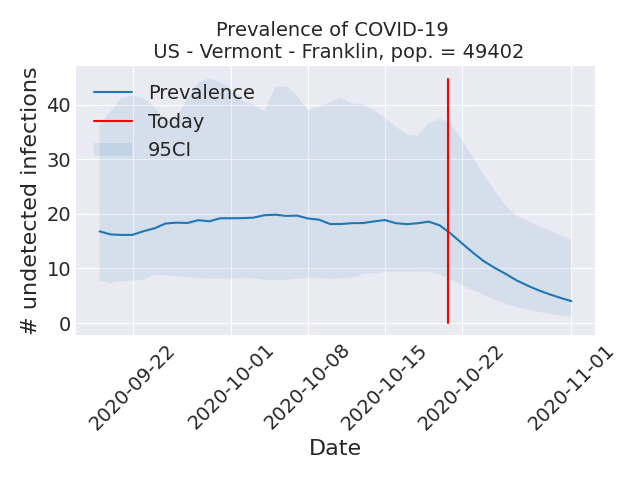 Prevalence of COVID-19
US - Vermont - Franklin, pop. = 49402
# undetected infections
40
30
20
10
0
Prevalence
Today
95CI
2020-09-22
2020-10-01
2020-10-08
2020-10-15
2020-10-22
2020-11-01
Date